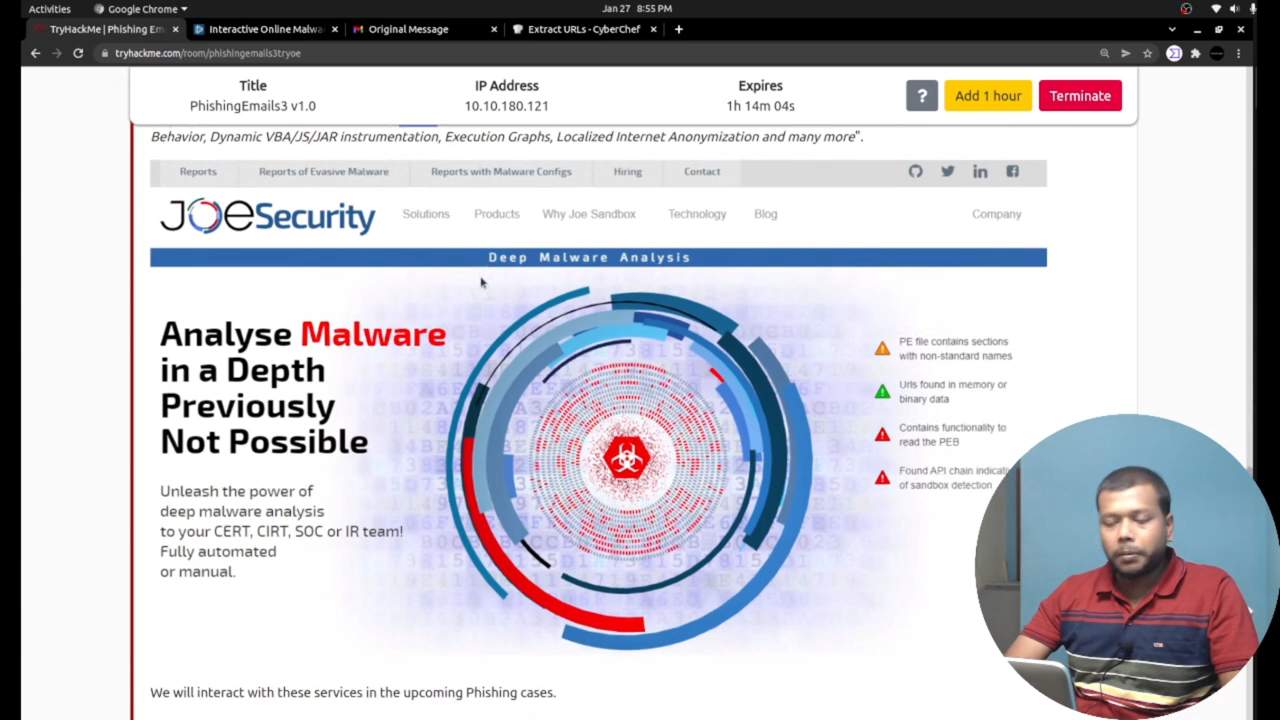 Activities Google Chrome Jan 27 8:55 PM
TryHackMe | Phishing Em Interactive Online Malwa Original Message Extract URLs - CyberChef
tryhackme.com/room/phishingemails3tryoe
Title IP Address Expires
PhishingEmails3 v1.0 10.10.180.121 1h 14m 04s
? Add 1 hour Terminate
Behavior, Dynamic VBA/JS/JAR instrumentation, Execution Graphs, Localized Internet Anonymization and many more".
Reports Reports of Evasive Malware Reports with Malware Configs Hiring Contact
JOESecurity Solutions Products Why Joe Sandbox Technology Blog Company
Deep Malware Analysis
Analyse Malware
in a Depth
Previously
Not Possible
Unleash the power of
deep malware analysis
to your CERT, CIRT, SOC or IR team!
Fully automated
or manual.
PE file contains sections
with non-standard names
Urls found in memory or
binary data
Contains functionality to
read the PEB
Found API chain indicat
of sandbox detection
We will interact with these services in the upcoming Phishing cases.